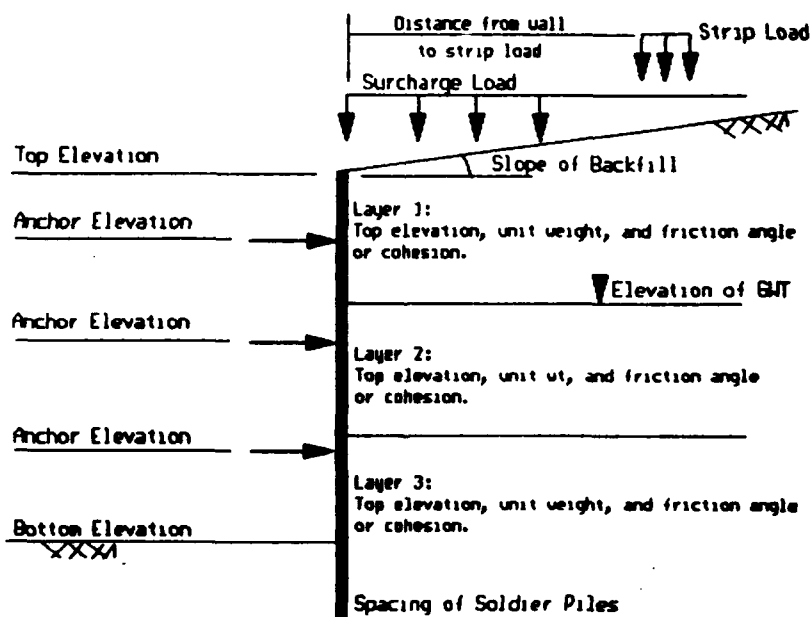 Distance from wall
to strip load
Strip Load
Surcharge Load
Top Elevation
Slope of Backfill
Layer 1:
Top elevation, unit weight, and friction angle
or cohesion.
Anchor Elevation
Elevation of GWT
Anchor Elevation
Layer 2:
Top elevation, unit wt, and friction angle
or cohesion.
Anchor Elevation
Layer 3:
Top elevation, unit weight, and friction angle
or cohesion.
Bottom Elevation
Spacing of Soldier Piles